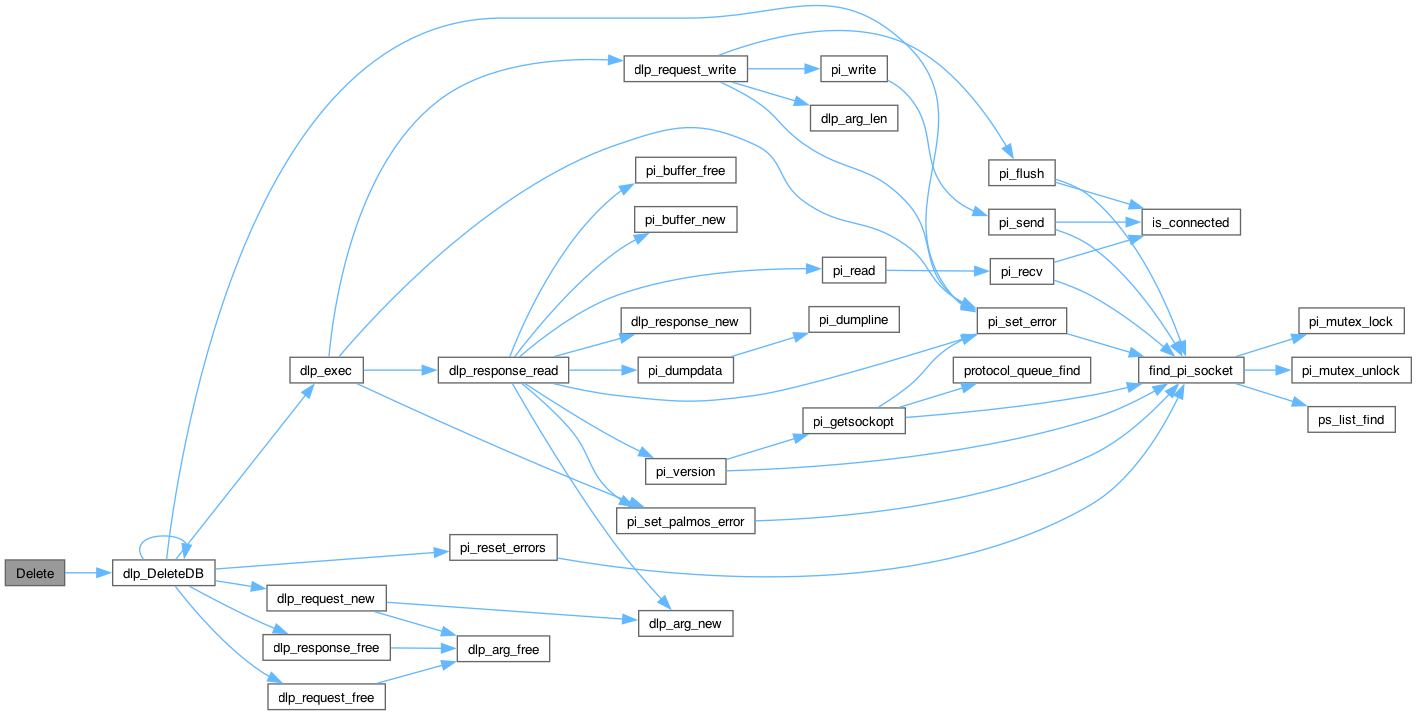 Delete
dlp_DeleteDB
dlp_exec
pi_reset_errors
dlp_request_new
dlp_response_free
dlp_request_free
dlp_request_write
pi_write
dlp_arg_len
pi_buffer_free
pi_buffer_new
pi_read
dlp_response_new
pi_dumpline
dlp_response_read
pi_dumpdata
pi_getsockopt
pi_version
pi_set_palmos_error
dlp_arg_new
dlp_arg_free
pi_flush
pi_send
is_connected
pi_recv
pi_set_error
protocol_queue_find
find_pi_socket
pi_mutex_lock
pi_mutex_unlock
ps_list_find